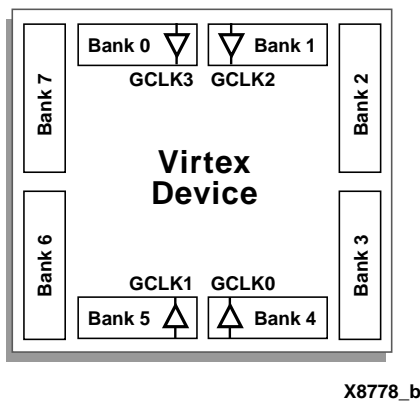 Bank 0
Bank 1
GCLK3
GCLK2
Bank 7
Bank 2
Virtex
Device
Bank 6
Bank 3
GCLK1
GCLK0
Bank 5
Bank 4
X8778_b